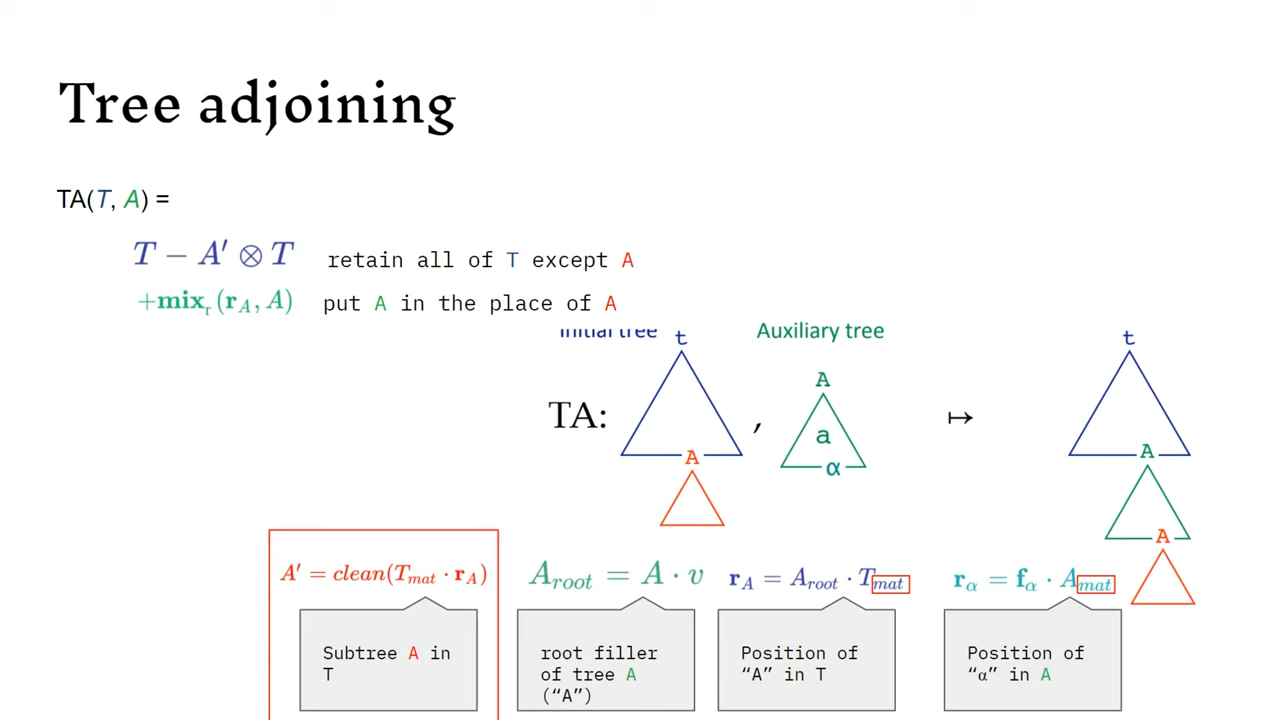 Tree adjoining
TA(T, A) =
T − A′ ⊗ T retain all of T except A
+mixᵣ(r_A, A) put A in the place of A
Initial tree t Auxiliary tree t
A
TA: , a ↦
A α A
A
A′ = clean(T_mat · r_A) A_root = A · v r_A = A_root · T_mat r_α = f_α · A_mat
Subtree A in
T
root filler
of tree A
(“A”)
Position of
“A” in T
Position of
“α” in A